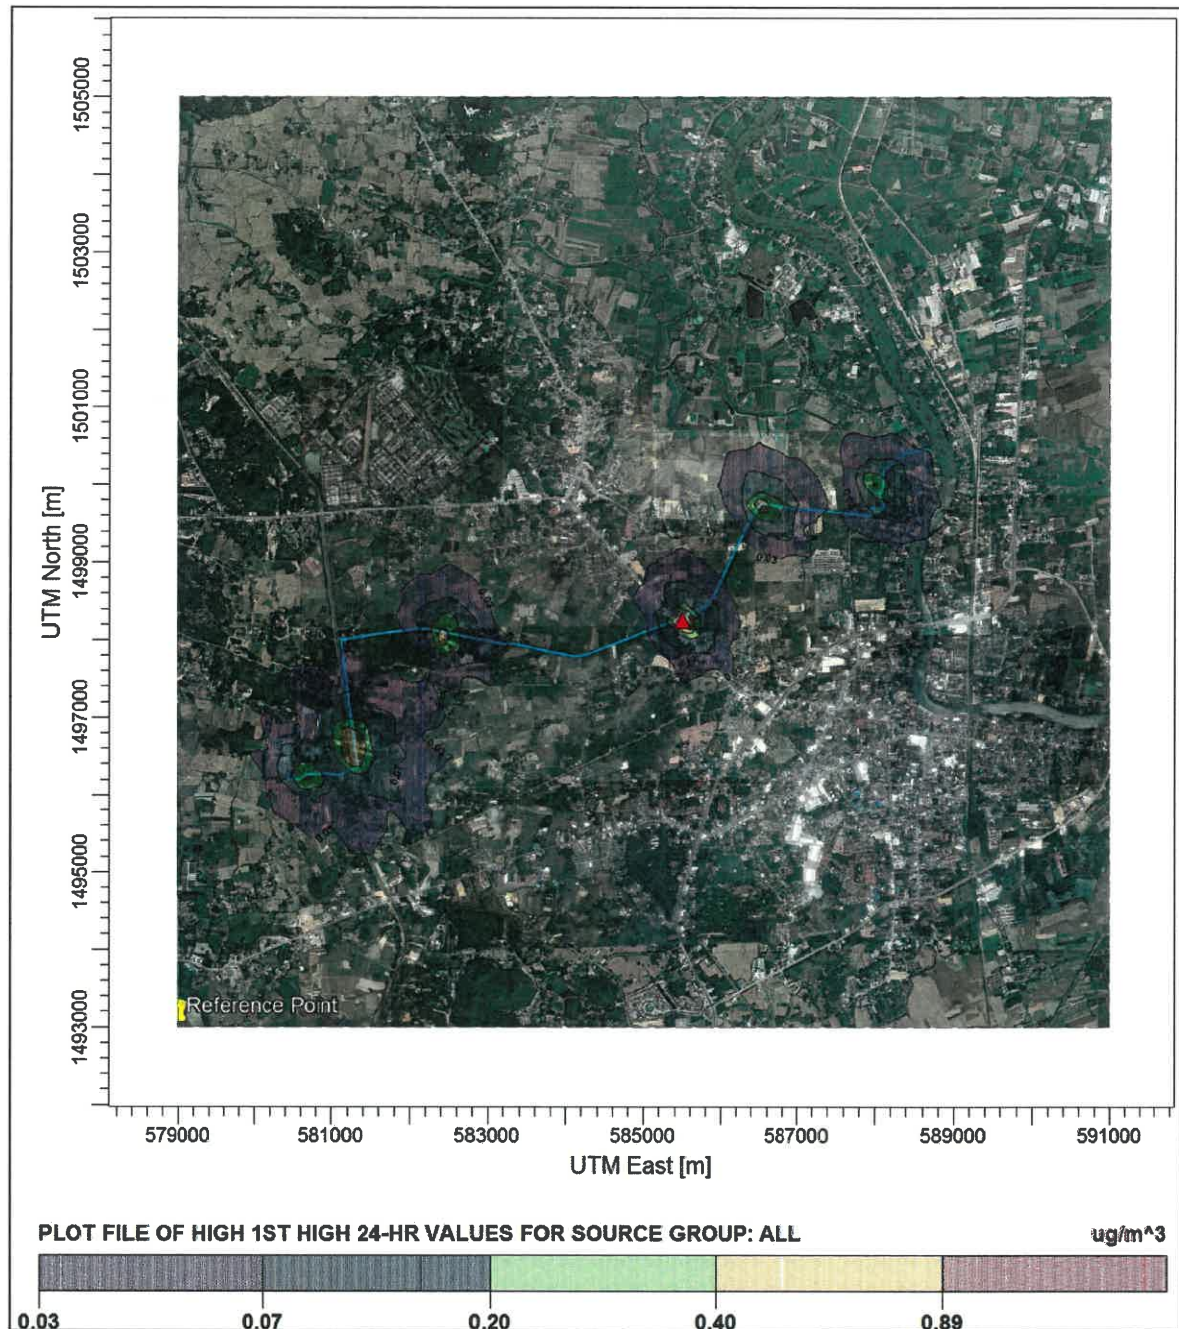 1505000
1503000
1501000
1499000
1497000
1495000
1493000
UTM North [m]
Reference Point
0.03
579000 581000 583000 585000 587000 589000 591000
UTM East [m]
PLOT FILE OF HIGH 1ST HIGH 24-HR VALUES FOR SOURCE GROUP: ALL ug/m^3
0.03 0.07 0.20 0.40 0.89